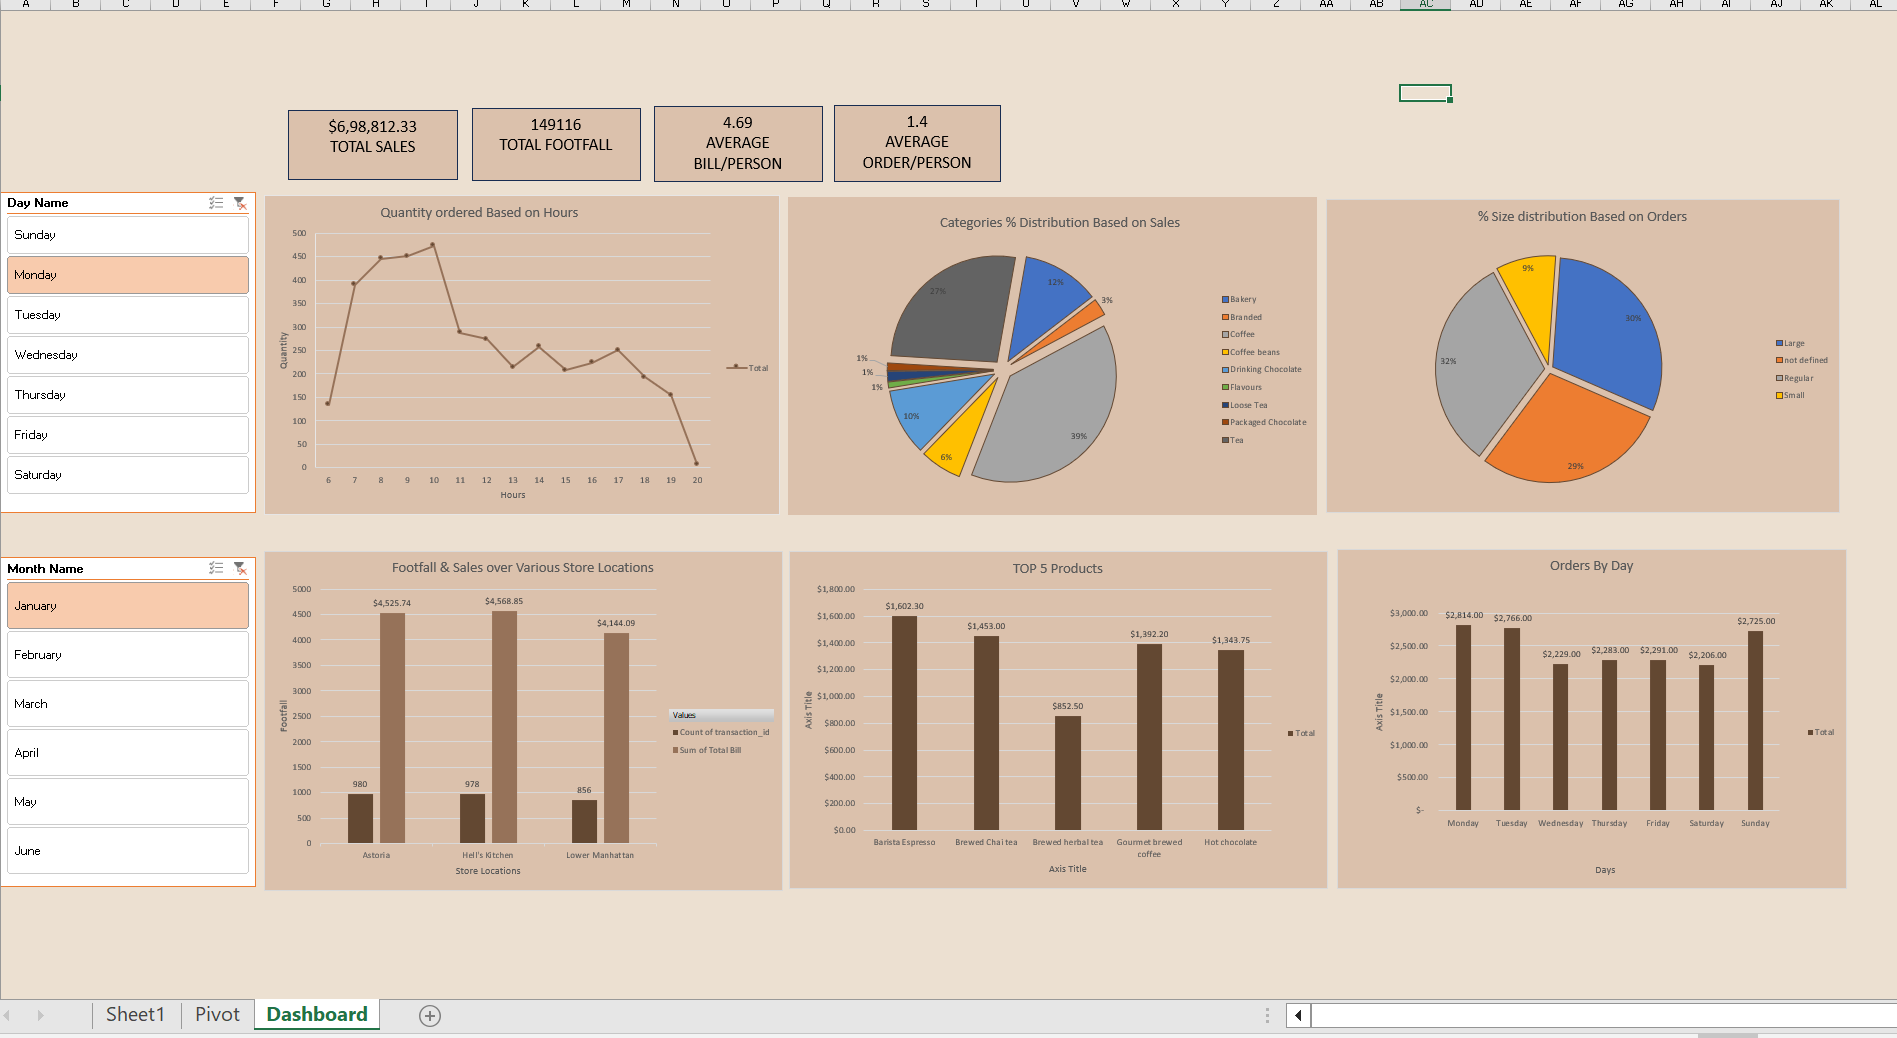 A B C D E F G H I J K L M N O P Q R S T U V W X Y Z AA AB AC AD AE AF AG AH AI AJ AK AL
$6,98,812.33
TOTAL SALES
149116
TOTAL FOOTFALL
4.69
AVERAGE
BILL/PERSON
1.4
AVERAGE
ORDER/PERSON
Day Name
Sunday
Monday
Tuesday
Wednesday
Thursday
Friday
Saturday
Quantity ordered Based on Hours
500
450
400
350
300
250
200
150
100
50
0
Quantity
6 7 8 9 10 11 12 13 14 15 16 17 18 19 20
Hours
Total
Categories % Distribution Based on Sales
27%
12%
3%
1%
1%
1%
10%
6%
39%
Bakery
Branded
Coffee
Coffee beans
Drinking Chocolate
Flavours
Loose Tea
Packaged Chocolate
Tea
% Size distribution Based on Orders
9%
30%
32%
29%
Large
not defined
Regular
Small
Month Name
January
February
March
April
May
June
Footfall & Sales over Various Store Locations
5000
4500
4000
3500
3000
2500
2000
1500
1000
500
0
Footfall
$4,525.74
$4,568.85
$4,144.09
980
978
856
Astoria Hell's Kitchen Lower Manhattan
Store Locations
Values
Count of transaction_id
Sum of Total Bill
TOP 5 Products
$1,800.00
$1,600.00
$1,400.00
$1,200.00
$1,000.00
$800.00
$600.00
$400.00
$200.00
$0.00
Axis Title
$1,602.30
$1,453.00
$852.50
$1,392.20
$1,343.75
Barista Espresso
Brewed Chai tea
Brewed herbal tea
Gourmet brewed
coffee
Hot chocolate
Axis Title
Total
Orders By Day
$3,000.00
$2,500.00
$2,000.00
$1,500.00
$1,000.00
$500.00
$-
Axis Title
$2,814.00
$2,766.00
$2,229.00
$2,283.00
$2,291.00
$2,206.00
$2,725.00
Monday Tuesday Wednesday Thursday Friday Saturday Sunday
Days
Total
Sheet1 Pivot Dashboard